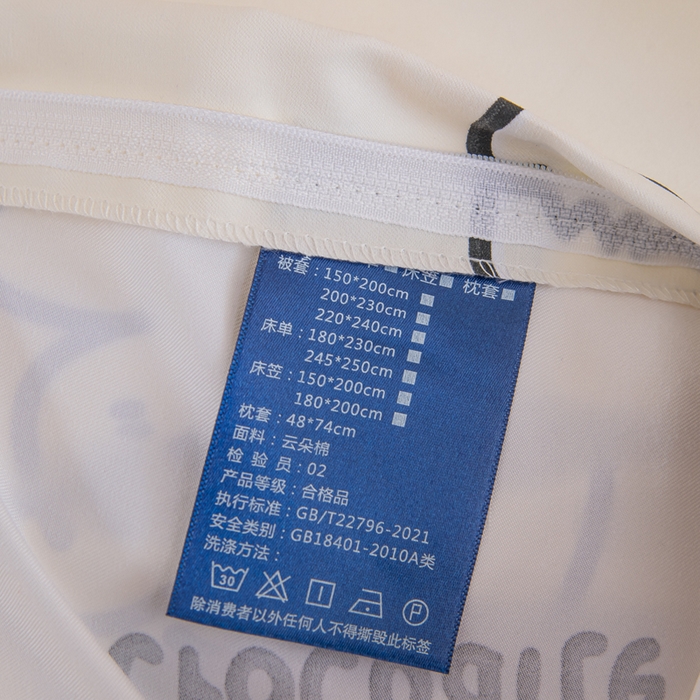 床笠 枕套
被套：150*200cm
200*230cm
220*240cm
床单：180*230cm
245*250cm
床笠：150*200cm
180*200cm
枕套：48*74cm
面料：云朵棉
检 验 员：02
产品等级：合格品
执行标准：GB/T22796-2021
安全类别：GB18401-2010A类
洗涤方法：
30 P
除消费者以外任何人不得撕毁此标签
crocodile